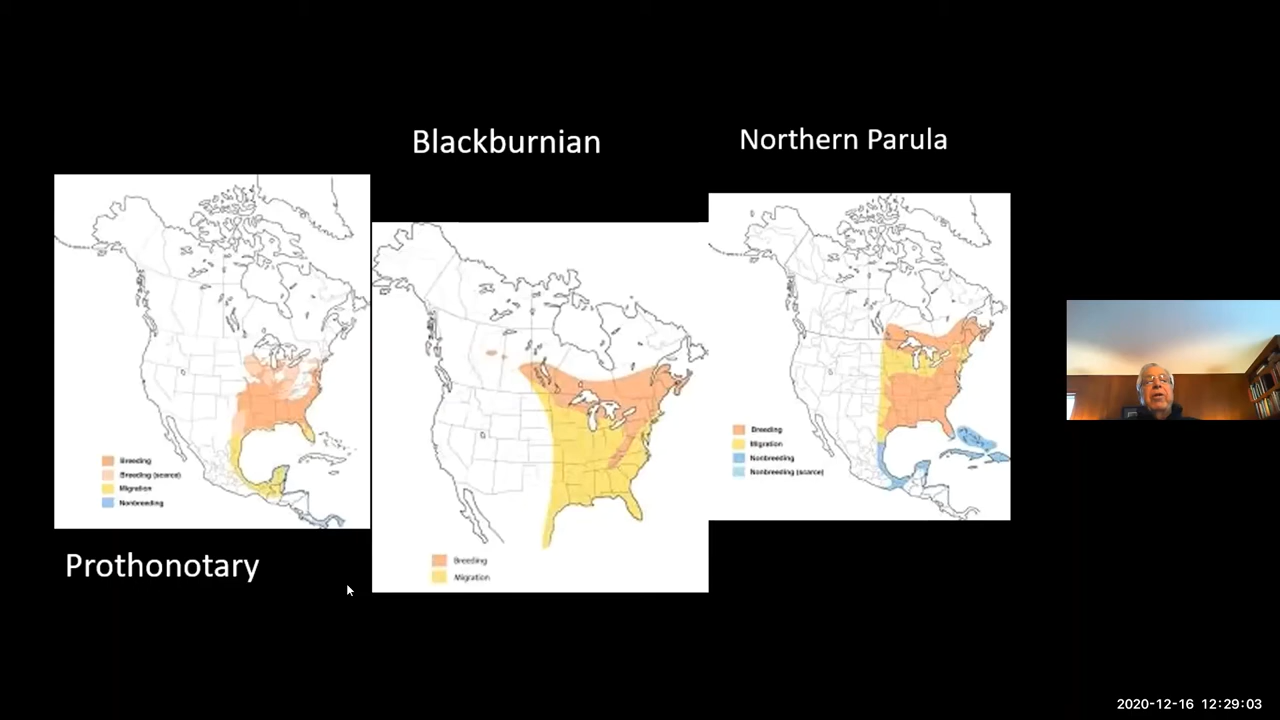 Blackburnian
Northern Parula
Breeding
Breeding (scarce)
Migration
Nonbreeding
Prothonotary
Breeding
Migration
Breeding
Migration
Nonbreeding
Nonbreeding (scarce)
2020-12-16 12:29:03